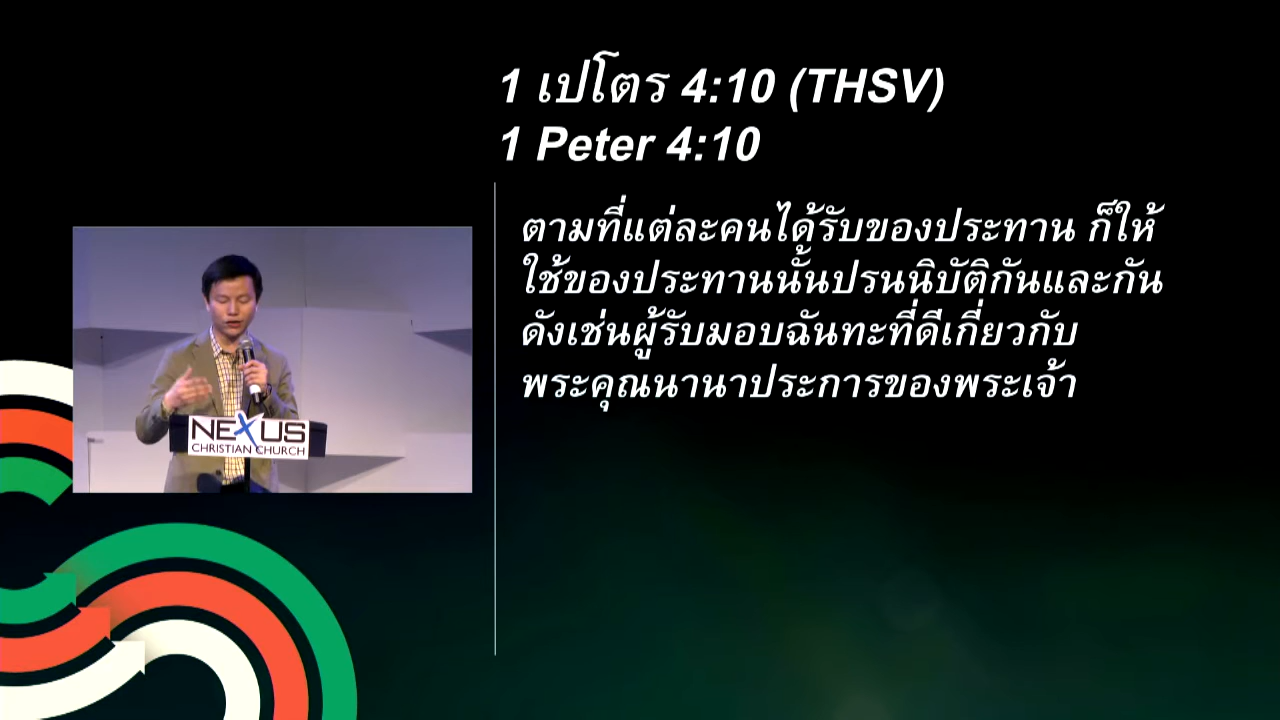 1 เปโตร 4:10 (THSV)
1 Peter 4:10
ตามที่แต่ละคนได้รับของประทาน ก็ให้
ใช้ของประทานนั้นปรนนิบัติกันและกัน
ดังเช่นผู้รับมอบฉันทะที่ดีเกี่ยวกับ
พระคุณนานาประการของพระเจ้า
NEXUS
CHRISTIAN CHURCH